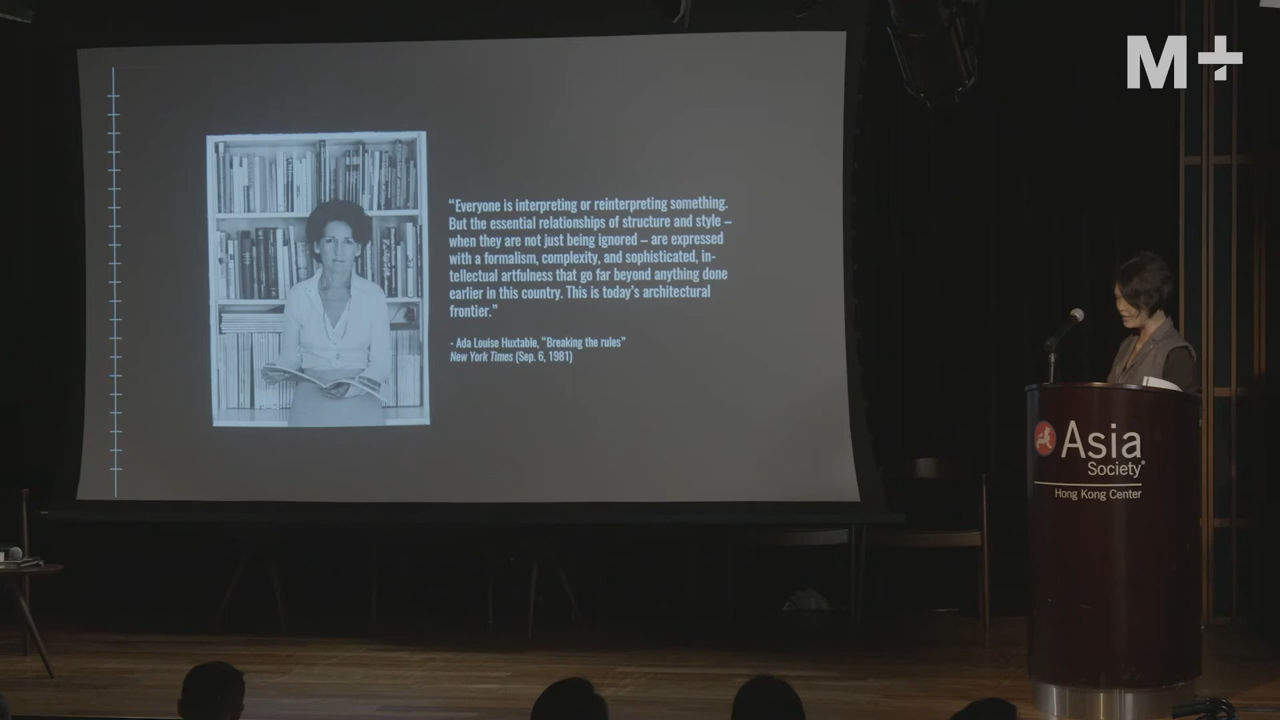 M+
“Everyone is interpreting or reinterpreting something.
But the essential relationships of structure and style –
when they are not just being ignored – are expressed
with a formalism, complexity, and sophisticated, in-
tellectual artfulness that go far beyond anything done
earlier in this country. This is today’s architectural
frontier.”
- Ada Louise Huxtable, “Breaking the rules”
New York Times (Sep. 6, 1981)
Asia
Society®
Hong Kong Center